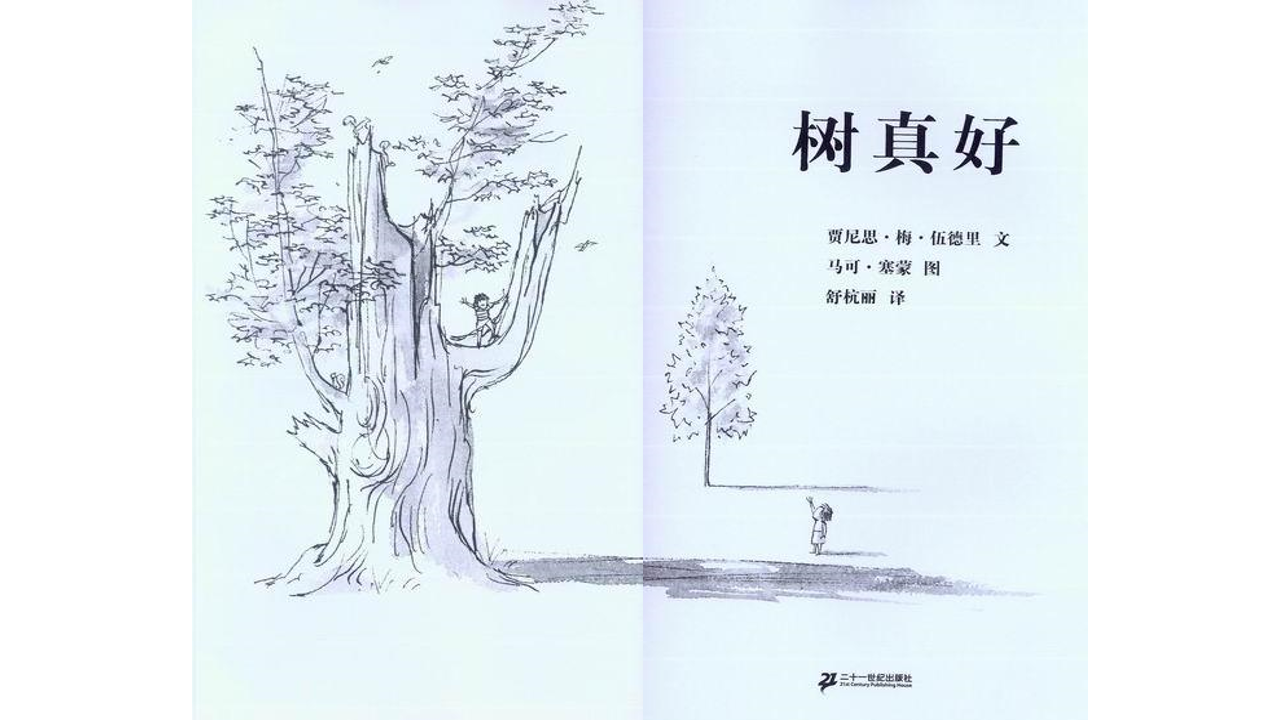 树真好
贾尼思·梅·伍德里 文
马可·塞蒙 图
舒杭丽 译
二十一世纪出版社
21st Century Publishing House